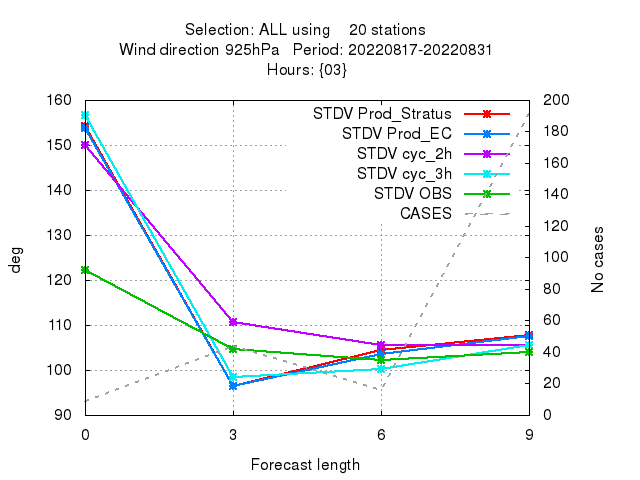 Selection: ALL using 20 stations
Wind direction 925hPa Period: 20220817-20220831
Hours: {03}
160
150
140
130
120
110
100
90
200
180
160
140
120
100
80
60
40
20
0
STDV Prod_Stratus
STDV Prod_EC
STDV cyc_2h
STDV cyc_3h
STDV OBS
CASES
deg
No cases
0 3 6 9
Forecast length